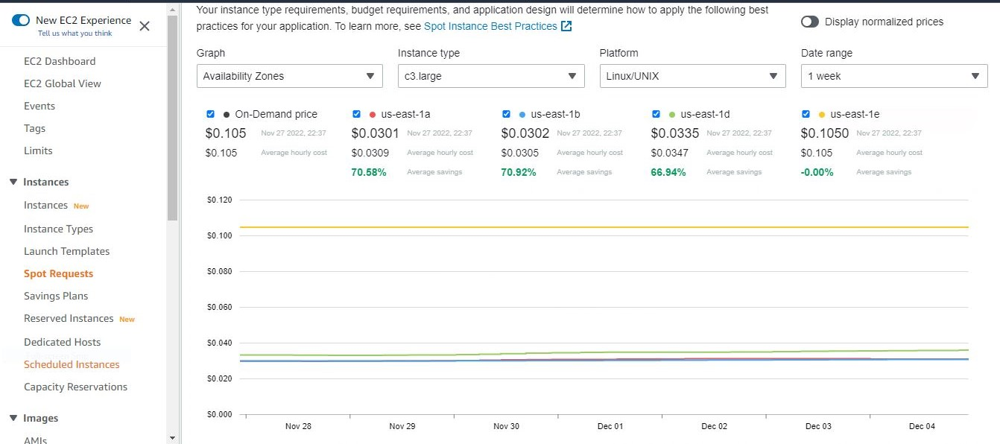 New EC2 Experience
Tell us what you think
EC2 Dashboard
EC2 Global View
Events
Tags
Limits
Instances
Instances New
Instance Types
Launch Templates
Spot Requests
Savings Plans
Reserved Instances New
Dedicated Hosts
Scheduled Instances
Capacity Reservations
Images
AMIs
Your instance type requirements, budget requirements, and application design will determine how to apply the following best
practices for your application. To learn more, see Spot Instance Best Practices
Display normalized prices
Graph Instance type Platform Date range
Availability Zones c3.large Linux/UNIX 1 week
On-Demand price us-east-1a us-east-1b us-east-1d us-east-1e
$0.105 Nov 27 2022, 22:37 $0.0301 Nov 27 2022, 22:37 $0.0302 Nov 27 2022, 22:37 $0.0335 Nov 27 2022, 22:37 $0.1050 Nov 27 2022, 22:37
$0.105 Average hourly cost $0.0309 Average hourly cost $0.0305 Average hourly cost $0.0347 Average hourly cost $0.105 Average hourly cost
70.58% Average savings 70.92% Average savings 66.94% Average savings -0.00% Average savings
$0.120
$0.100
$0.080
$0.060
$0.040
$0.020
$0.000
Nov 28 Nov 29 Nov 30 Dec 01 Dec 02 Dec 03 Dec 04